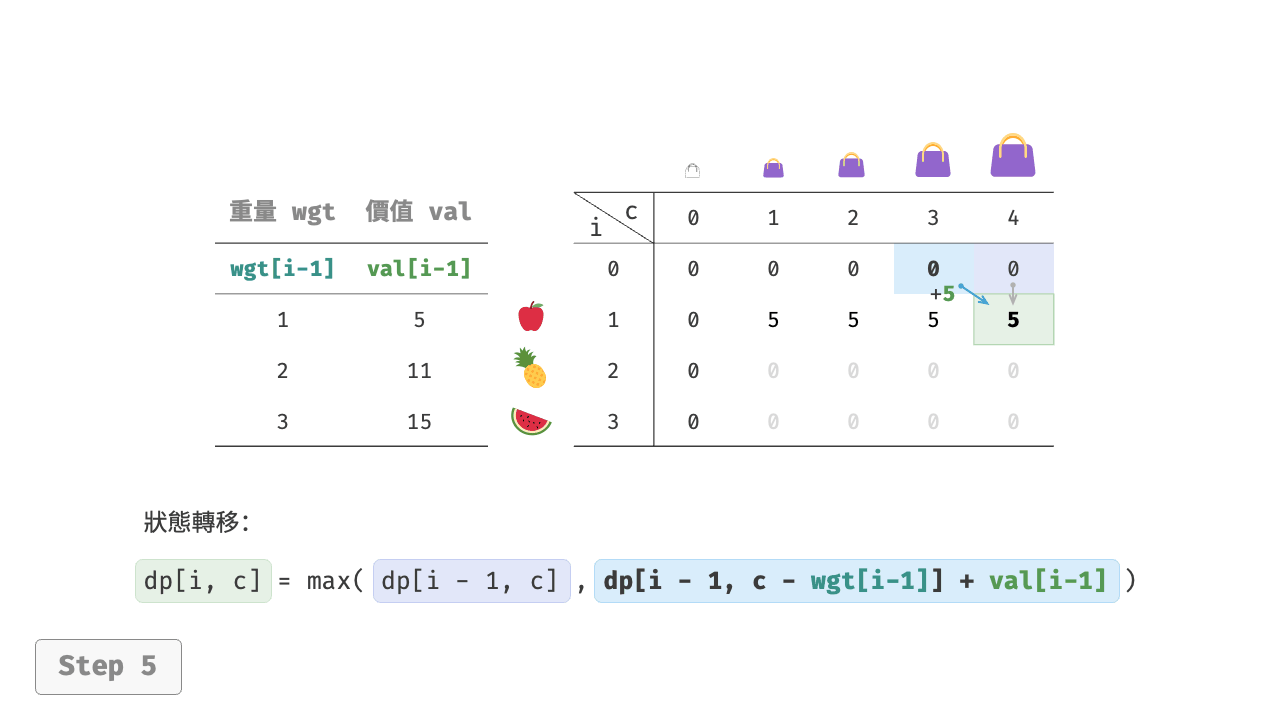 重量 wgt 價值 val
wgt[i-1] val[i-1]
1 5
2 11
3 15
c
i
0 1 2 3 4
0 0 0 0 0 0
+5
1 0 5 5 5 5
2 0 0 0 0 0
3 0 0 0 0 0
狀態轉移:
dp[i, c] = max( dp[i - 1, c] , dp[i - 1, c - wgt[i-1]] + val[i-1] )
Step 5